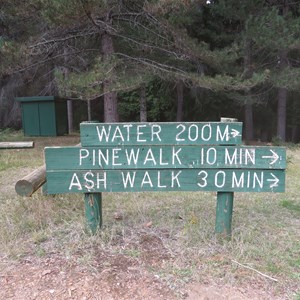 WATER 200M →
PINEWALK 10 MIN →
ASH WALK 30 MIN →